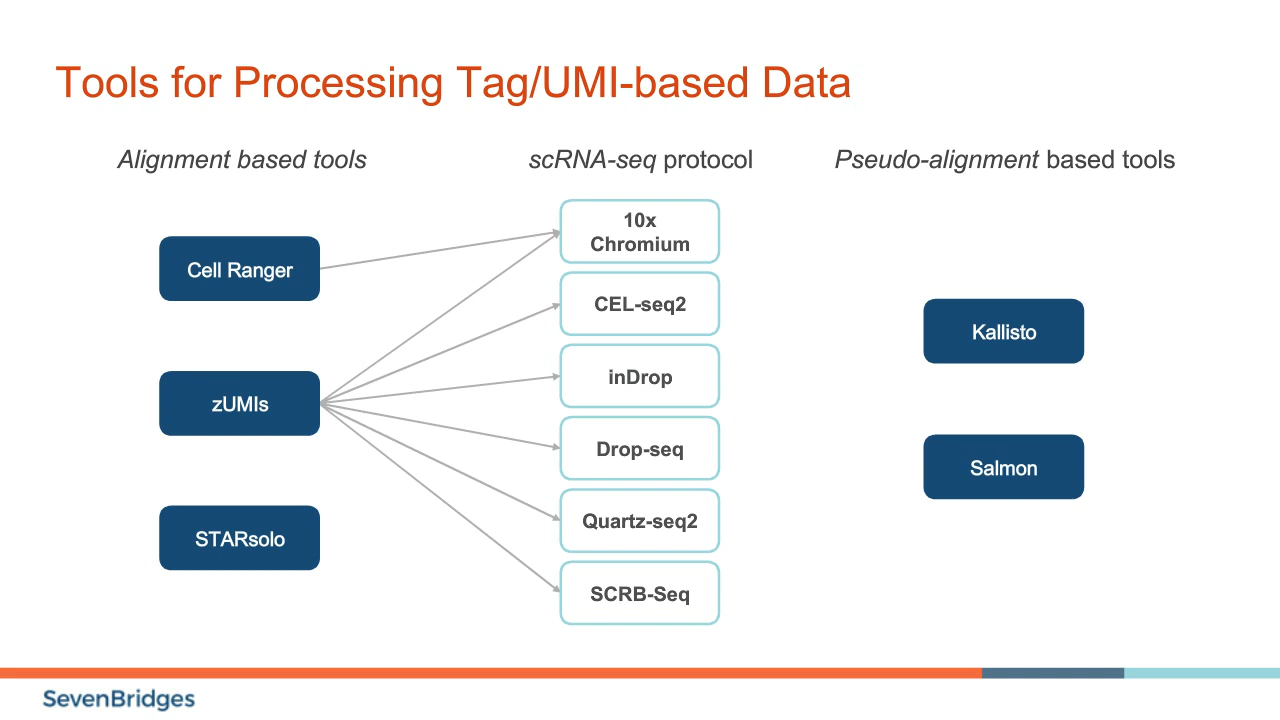 Tools for Processing Tag/UMI-based Data
Alignment based tools
scRNA-seq protocol
Pseudo-alignment based tools
Cell Ranger
zUMIs
STARsolo
10x
Chromium
CEL-seq2
inDrop
Drop-seq
Quartz-seq2
SCRB-Seq
Kallisto
Salmon
SevenBridges